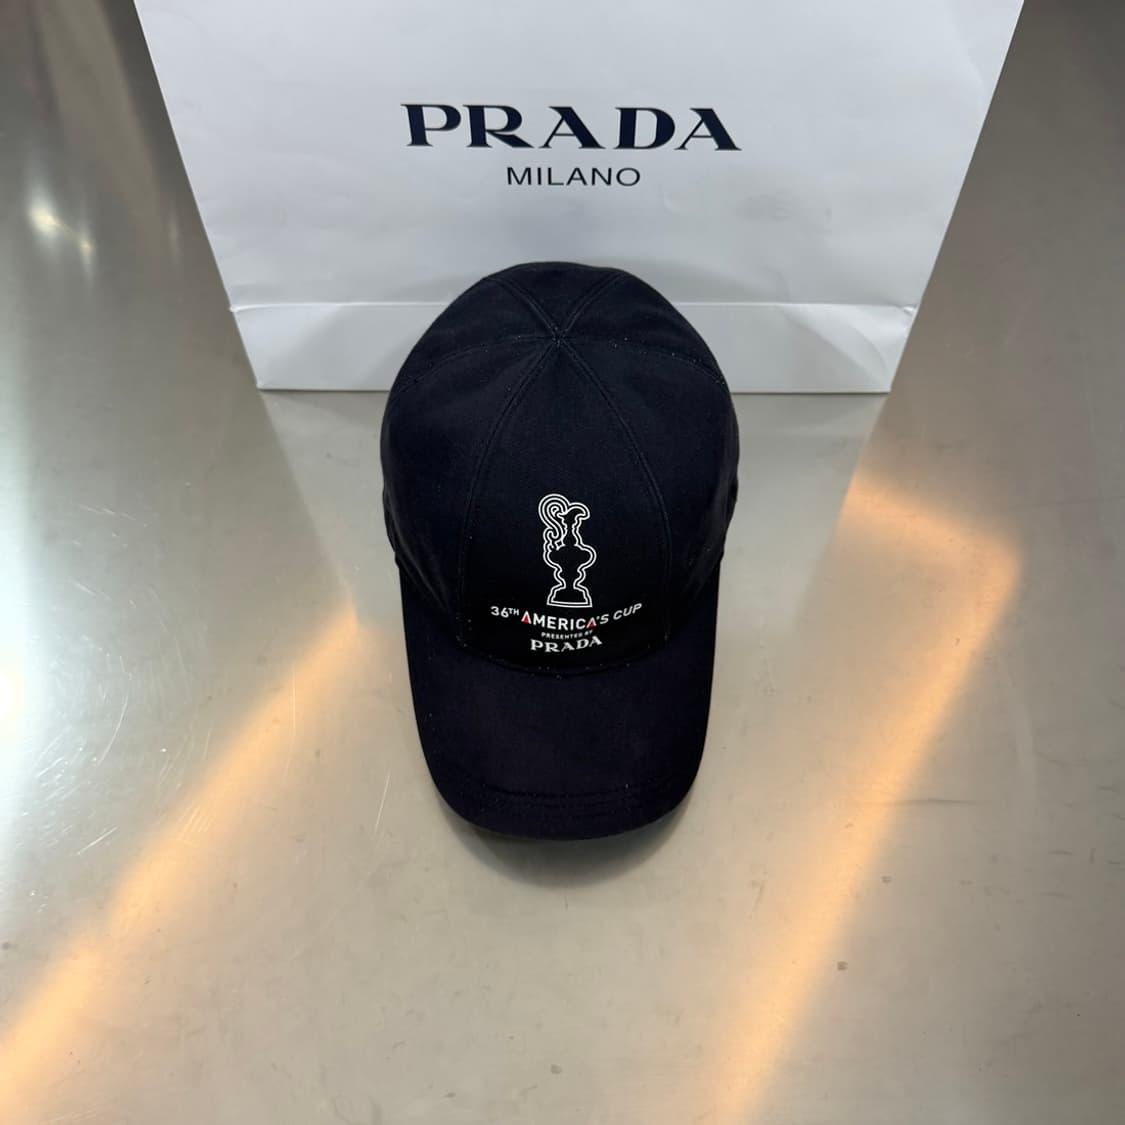 PRADA
MILANO
36TH AMERICA'S CUP
PRESENTED BY
PRADA